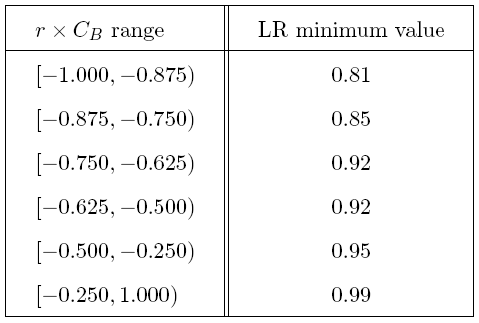 r × C_B range LR minimum value
[−1.000, −0.875) 0.81
[−0.875, −0.750) 0.85
[−0.750, −0.625) 0.92
[−0.625, −0.500) 0.92
[−0.500, −0.250) 0.95
[−0.250, 1.000) 0.99